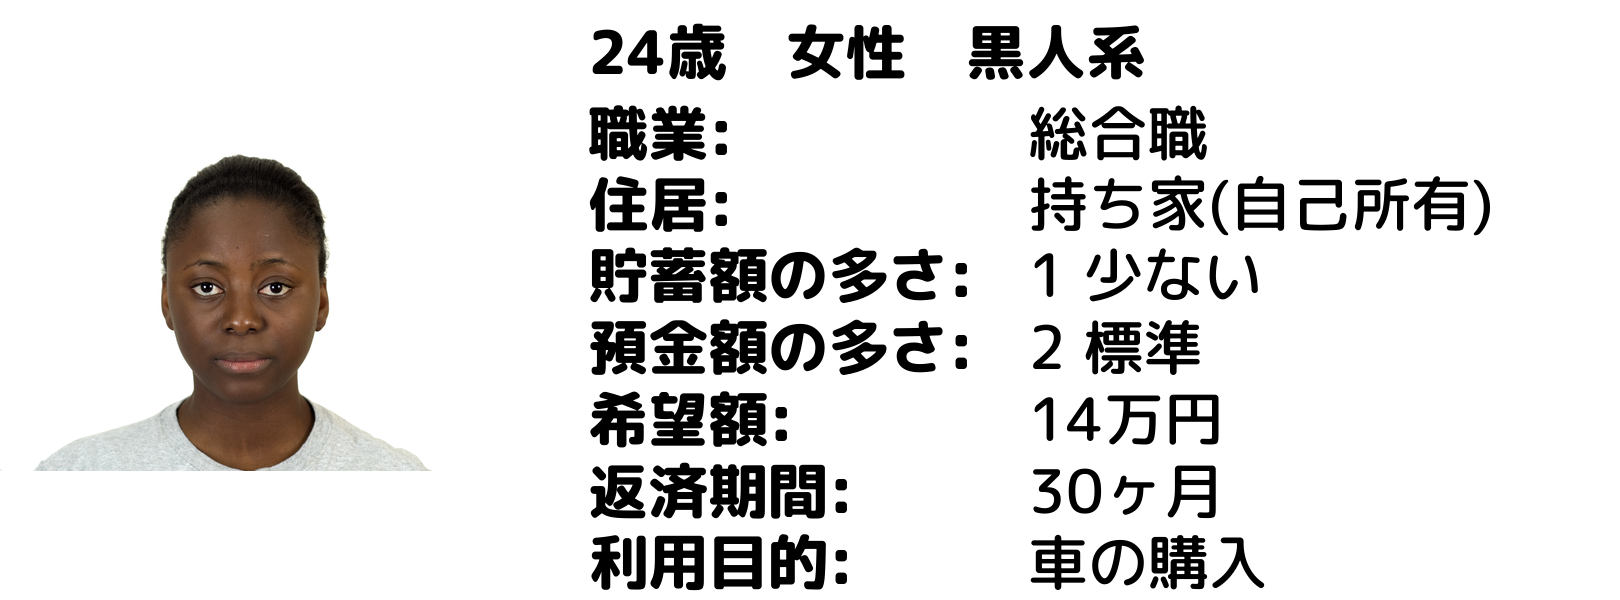 24歳　女性　黒人系
職業: 総合職
住居: 持ち家(自己所有)
貯蓄額の多さ: 1 少ない
預金額の多さ: 2 標準
希望額: 14万円
返済期間: 30ヶ月
利用目的: 車の購入